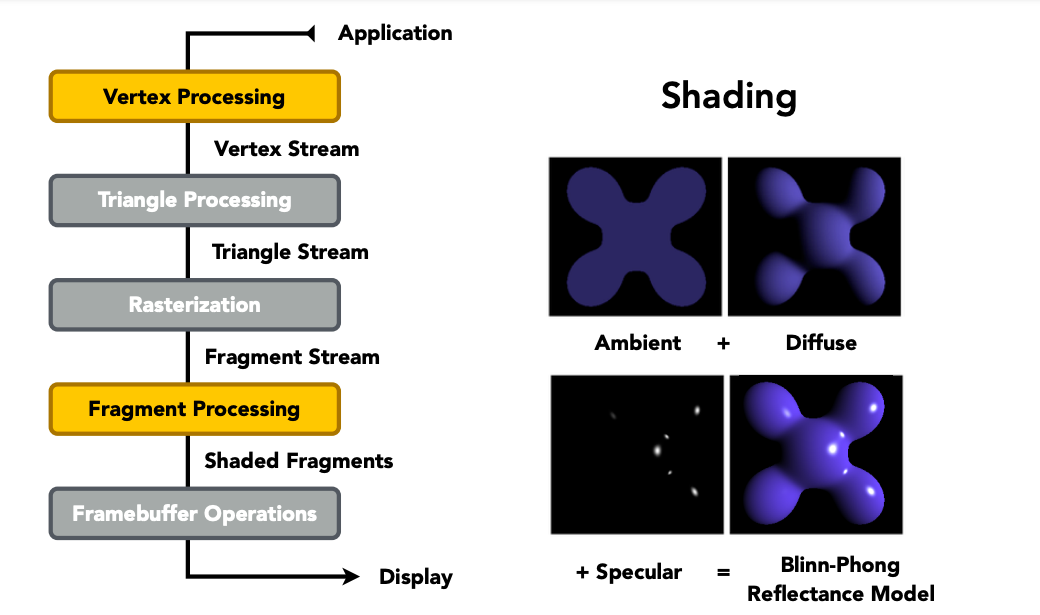 Application
Vertex Processing
Vertex Stream
Triangle Processing
Triangle Stream
Rasterization
Fragment Stream
Fragment Processing
Shaded Fragments
Framebuffer Operations
Display
Shading
Ambient + Diffuse
+ Specular = Blinn-Phong
Reflectance Model